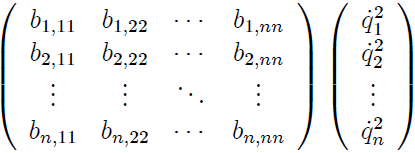 ( b_{1,11} b_{1,22} ⋯ b_{1,nn} ) ( q̇_1^2 )
( b_{2,11} b_{2,22} ⋯ b_{2,nn} ) ( q̇_2^2 )
( ⋮ ⋮ ⋱ ⋮ ) ( ⋮ )
( b_{n,11} b_{n,22} ⋯ b_{n,nn} ) ( q̇_n^2 )